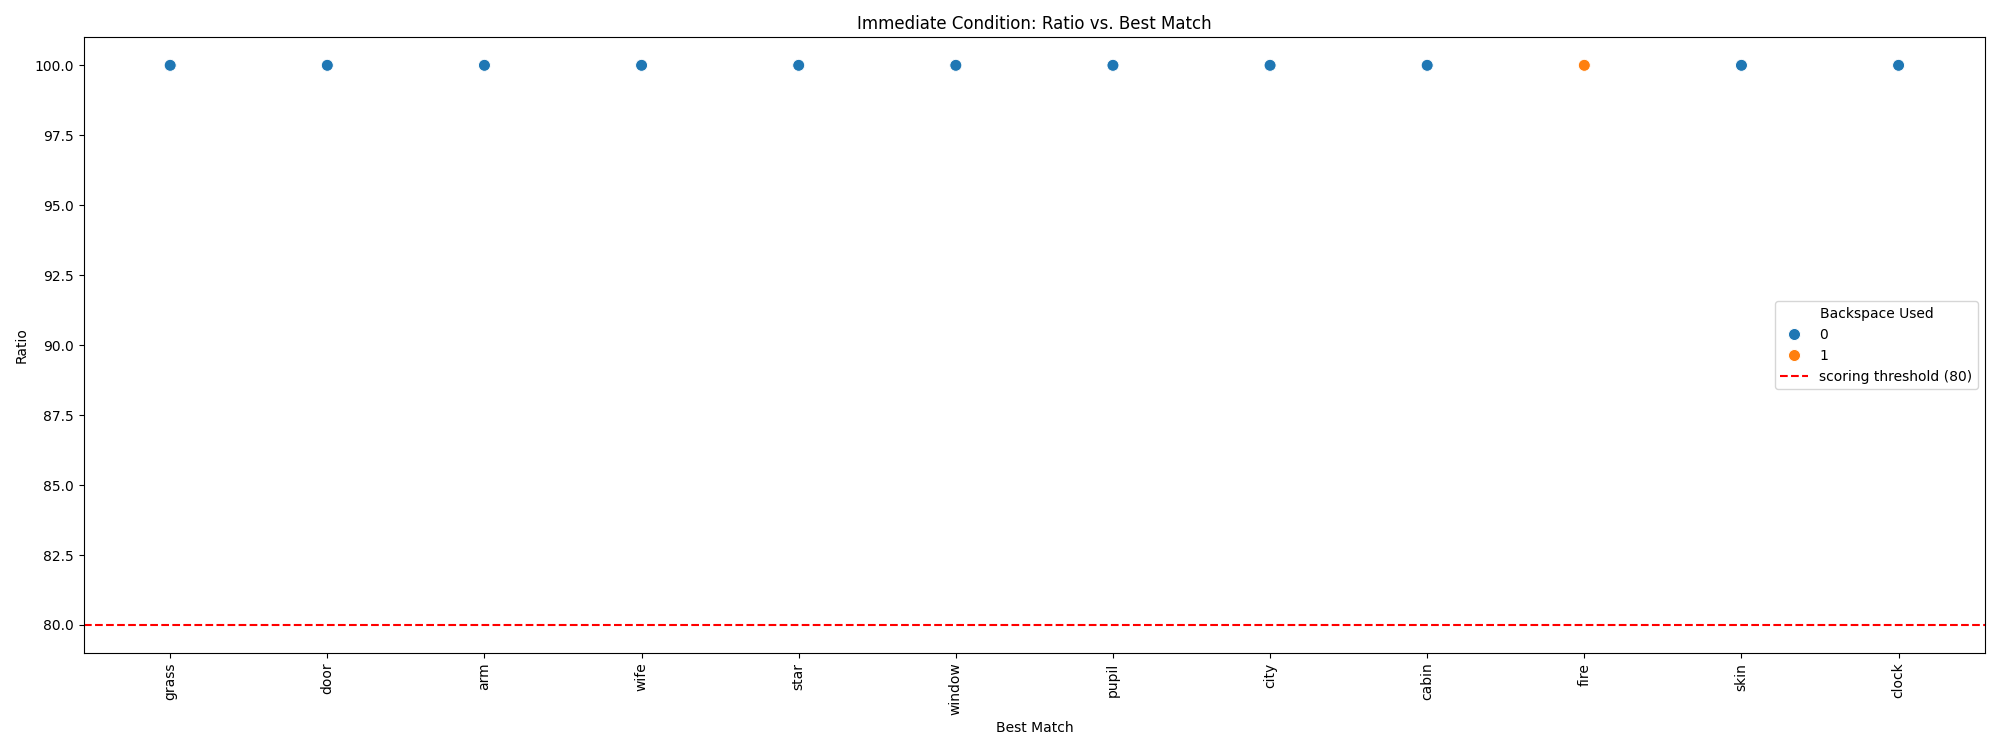 Immediate Condition: Ratio vs. Best Match
100.0
97.5
95.0
92.5
90.0
87.5
85.0
82.5
80.0
Ratio
Backspace Used
0
1
scoring threshold (80)
grass
door
arm
wife
star
window
pupil
city
cabin
fire
skin
clock
Best Match